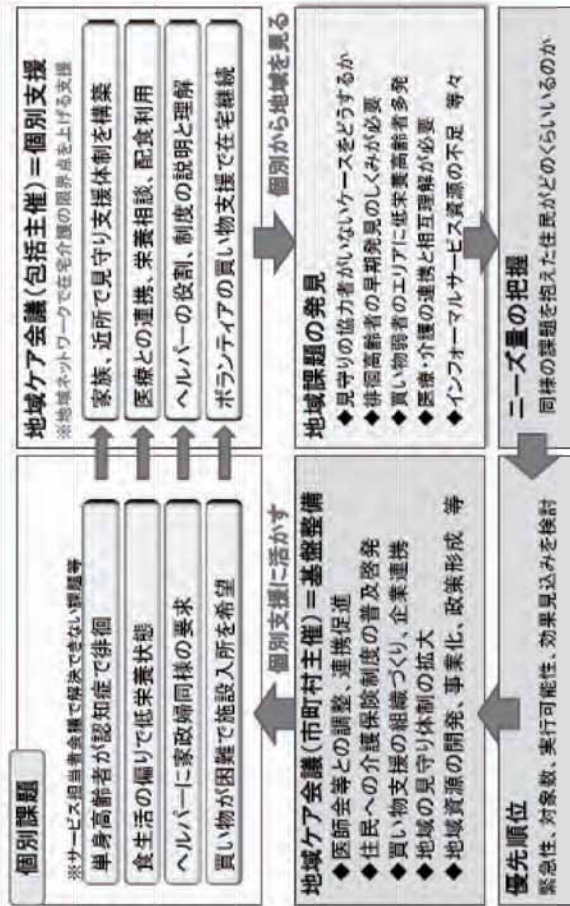 個別課題
※サービス担当者会議で解決できない課題等
単身高齢者が認知症で徘徊
食生活の偏りで低栄養状態
ヘルパーに家政婦同様の要求
買い物が困難で施設入所を希望
地域ケア会議(包括主催)=個別支援
※地域ネットワークで在宅介護の限界点を上げる支援
家族、近所で見守り支援体制を構築
医療との連携、栄養相談、配食利用
ヘルパーの役割、制度の説明と理解
ボランティアの買い物支援で在宅継続
個別から地域を見る
地域課題の発見
◆見守りの協力者がいないケースをどうするか
◆徘徊高齢者の早期発見のしくみが必要
◆買い物弱者のエリアに低栄養高齢者多発
◆医療・介護の連携と相互理解が必要
◆インフォーマルサービス資源の不足 等々
ニーズ量の把握
同様の課題を抱えた住民がどのくらいいるのか
優先順位
緊急性、対象数、実行可能性、効果見込みを検討
地域ケア会議(市町村主催)=基盤整備
◆医師会等との調整、連携促進
◆住民への介護保険制度の普及啓発
◆買い物支援の組織づくり、企業連携
◆地域の見守り体制の拡大
◆地域資源の開発、事業化、政策形成 等
個別支援に活かす